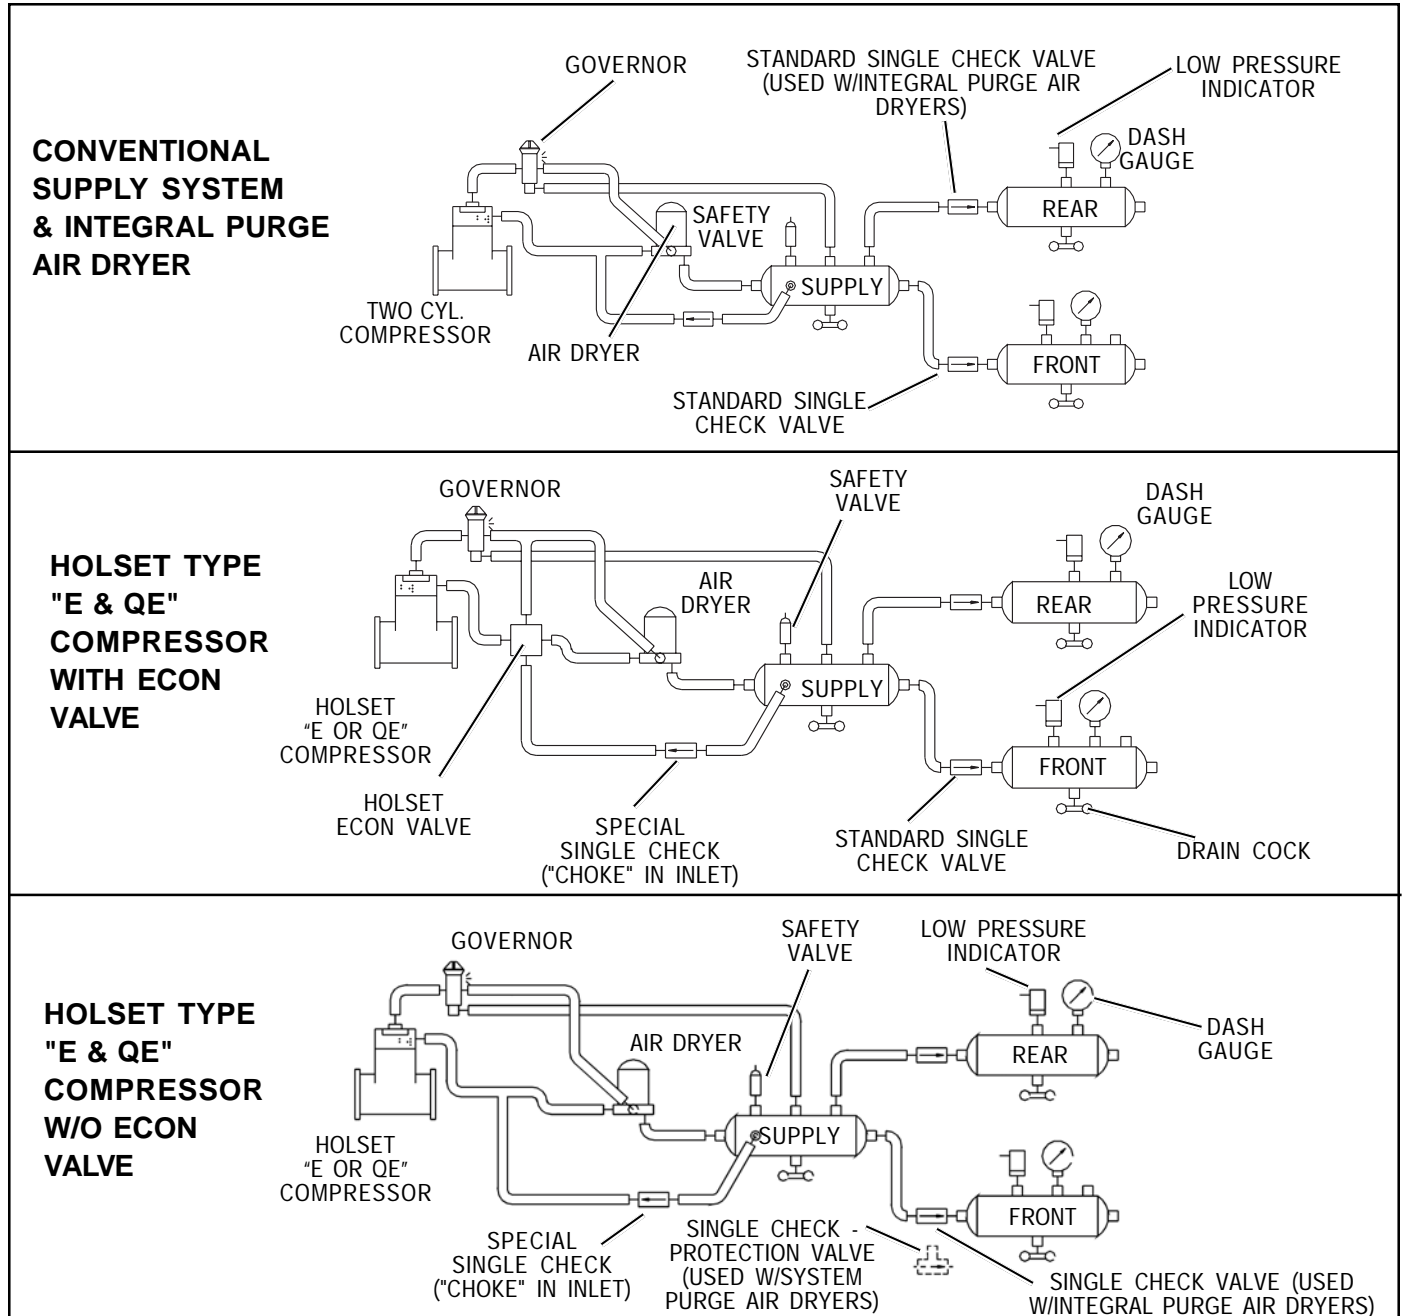 CONVENTIONAL
SUPPLY SYSTEM
& INTEGRAL PURGE
AIR DRYER
GOVERNOR
STANDARD SINGLE CHECK VALVE
(USED W/INTEGRAL PURGE AIR
DRYERS)
LOW PRESSURE
INDICATOR
DASH
GAUGE
REAR
SAFETY
VALVE
SUPPLY
TWO CYL.
COMPRESSOR
AIR DRYER
FRONT
STANDARD SINGLE
CHECK VALVE
HOLSET TYPE
"E & QE"
COMPRESSOR
WITH ECON
VALVE
GOVERNOR
SAFETY
VALVE
DASH
GAUGE
AIR
DRYER
REAR
LOW
PRESSURE
INDICATOR
SUPPLY
HOLSET
"E OR QE"
COMPRESSOR
FRONT
HOLSET
ECON VALVE
SPECIAL
SINGLE CHECK
("CHOKE" IN INLET)
STANDARD SINGLE
CHECK VALVE
DRAIN COCK
HOLSET TYPE
"E & QE"
COMPRESSOR
W/O ECON
VALVE
GOVERNOR
SAFETY
VALVE
LOW PRESSURE
INDICATOR
DASH
GAUGE
AIR DRYER
REAR
SUPPLY
HOLSET
"E OR QE"
COMPRESSOR
FRONT
SPECIAL
SINGLE CHECK
("CHOKE" IN INLET)
SINGLE CHECK -
PROTECTION VALVE
(USED W/SYSTEM
PURGE AIR DRYERS)
SINGLE CHECK VALVE (USED
W/INTEGRAL PURGE AIR DRYERS)